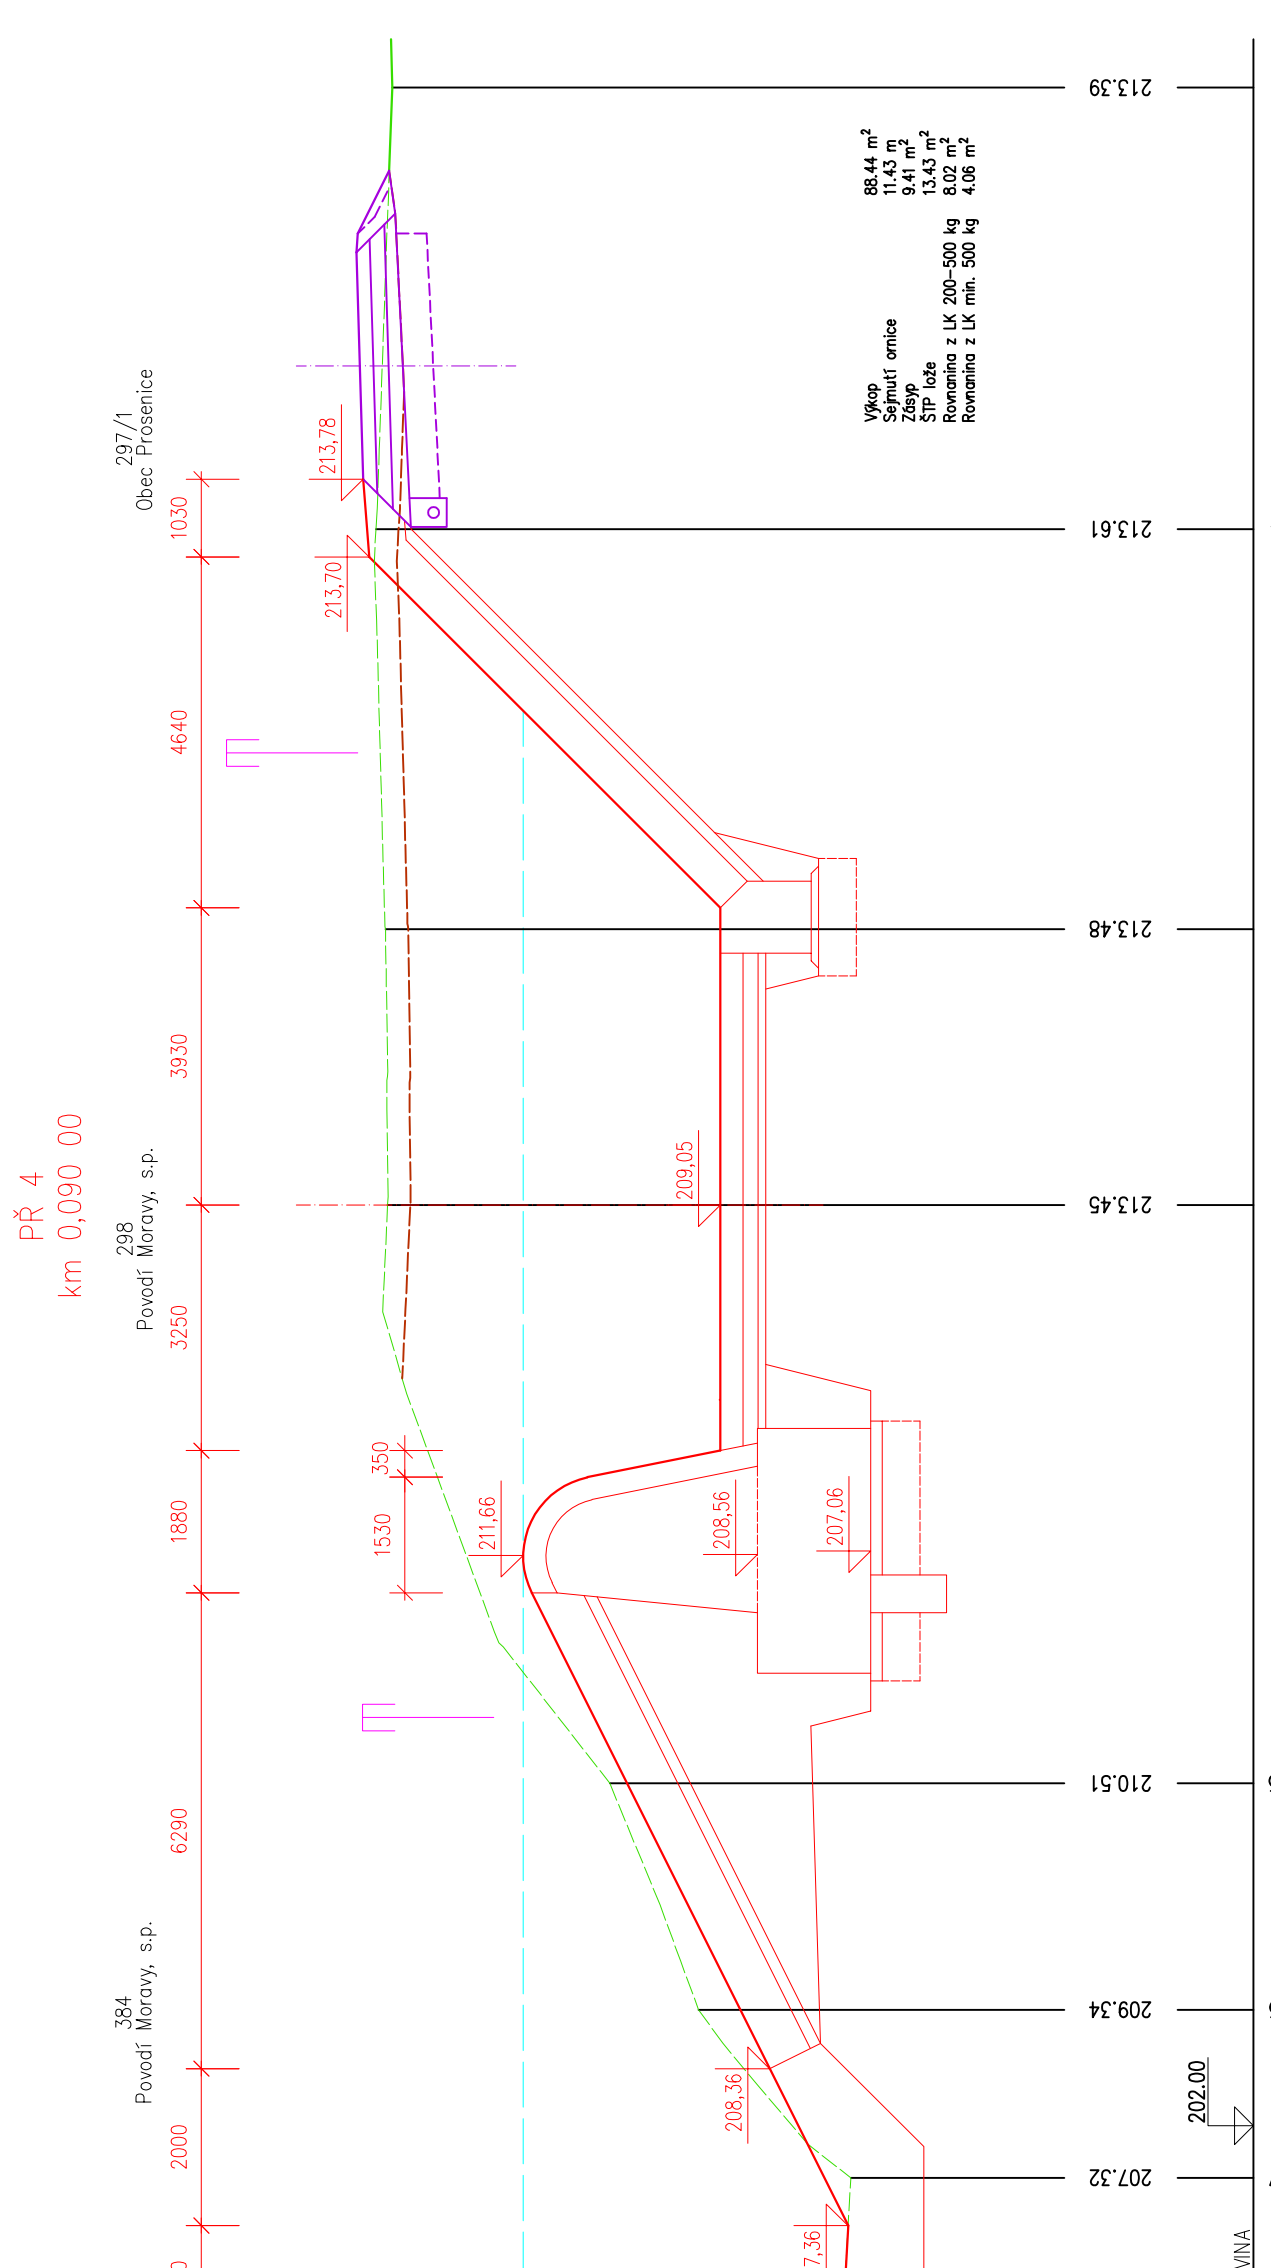 PŘ 4
km 0,090 00
384
Povodí Moravy, s.p.
298
Povodí Moravy, s.p.
297/1
Obec Prosenice
2000
6290
1880
3250
3930
4640
1030
1530
350
213,70
213,78
211,66
209,05
208,56
207,06
208,36
7,36
Výkop 88.44 m²
Sejmutí ornice 11.43 m
Zásyp 9.41 m²
ŠTP lože 13.43 m²
Rovnanina z LK 200-500 kg 8.02 m²
Rovnanina z LK min. 500 kg 4.06 m²
207.32
209.34
210.51
213.45
213.48
213.61
213.39
202.00
VINA